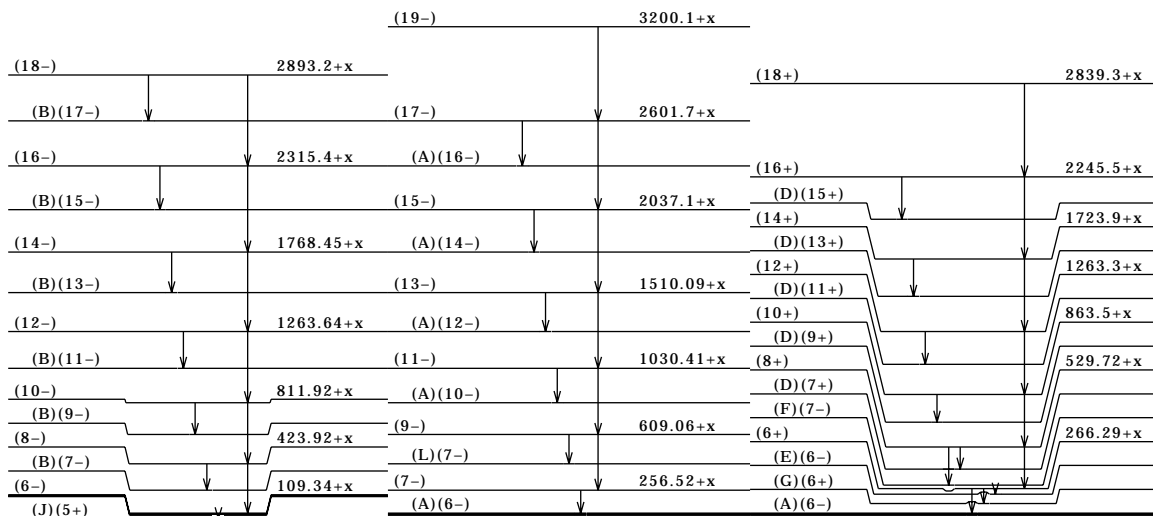 (18−) 2893.2+x
(B)(17−)
(16−) 2315.4+x
(B)(15−)
(14−) 1768.45+x
(B)(13−)
(12−) 1263.64+x
(B)(11−)
(10−) 811.92+x
(B)(9−)
(8−) 423.92+x
(B)(7−)
(6−) 109.34+x
(J)(5+)
(19−) 3200.1+x
(17−) 2601.7+x
(A)(16−)
(15−) 2037.1+x
(A)(14−)
(13−) 1510.09+x
(A)(12−)
(11−) 1030.41+x
(A)(10−)
(9−) 609.06+x
(L)(7−)
(7−) 256.52+x
(A)(6−)
(18+) 2839.3+x
(16+) 2245.5+x
(D)(15+)
(14+) 1723.9+x
(D)(13+)
(12+) 1263.3+x
(D)(11+)
(10+) 863.5+x
(D)(9+)
(8+) 529.72+x
(D)(7+)
(F)(7−)
(6+) 266.29+x
(E)(6−)
(G)(6+)
(A)(6−)